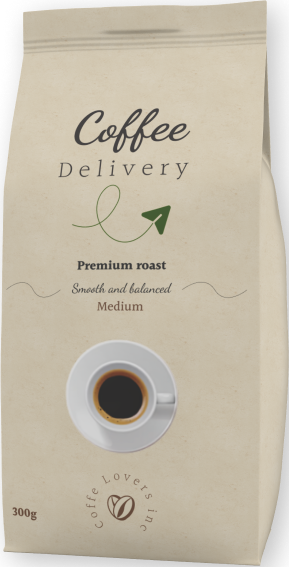 Coffee
Delivery
Premium roast
Smooth and balanced
Medium
Coffe Lovers inc
300g